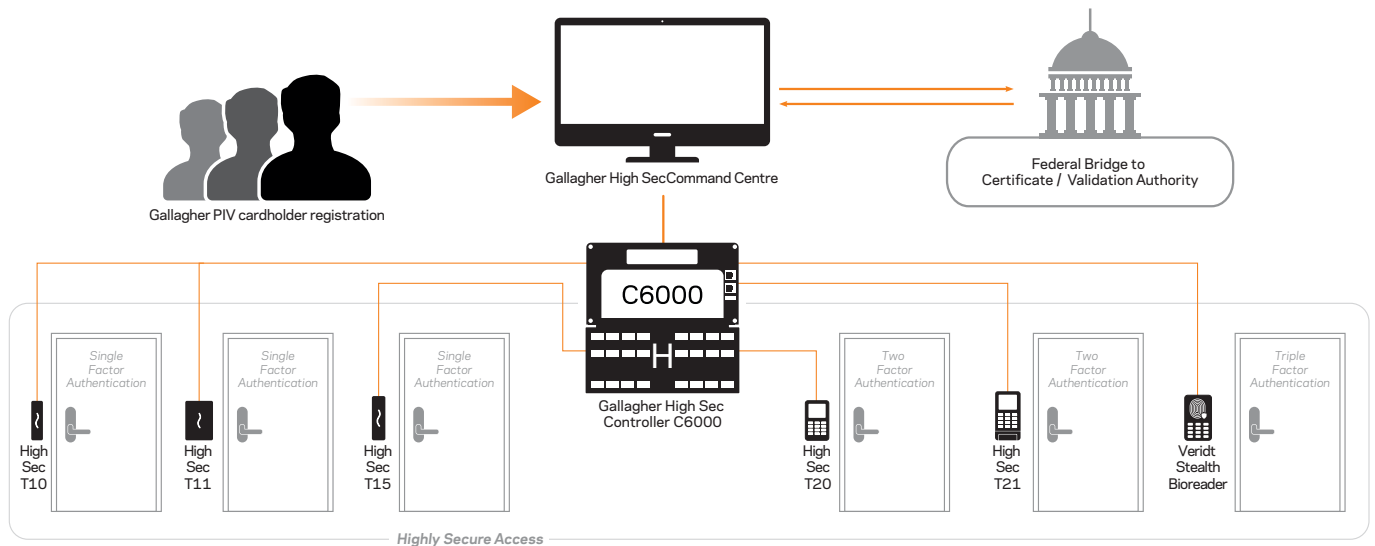 Gallagher PIV cardholder registration
Gallagher High SecCommand Centre
Federal Bridge to
Certificate / Validation Authority
C6000
H
Gallagher High Sec
Controller C6000
Single
Factor
Authentication
High
Sec
T10
Single
Factor
Authentication
High
Sec
T11
Single
Factor
Authentication
High
Sec
T15
Two
Factor
Authentication
High
Sec
T20
Two
Factor
Authentication
High
Sec
T21
Triple
Factor
Authentication
Veridt
Stealth
Bioreader
Highly Secure Access